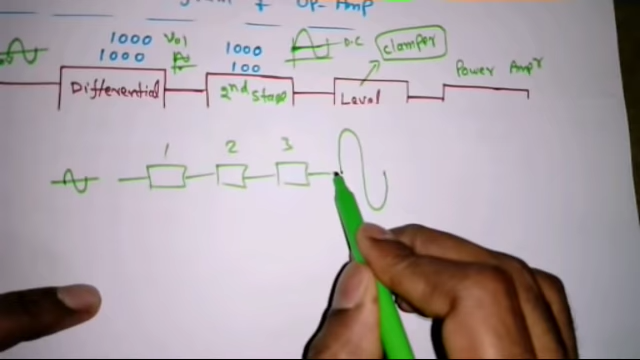 Op-Amp
1000 Vol 1000 D.C clamper
1000 100 Power Ampr
Differential 2nd Stage Level
1 2 3